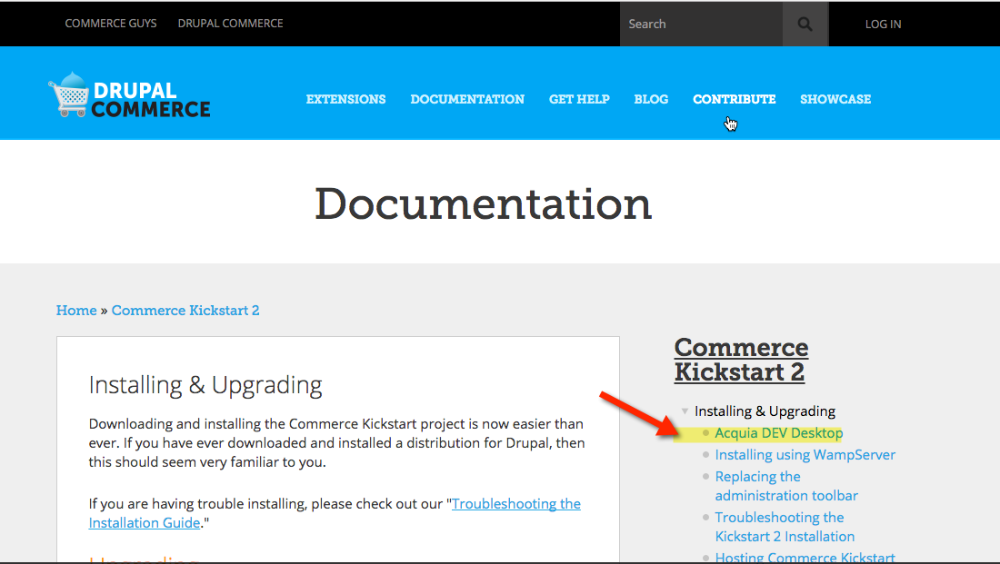 COMMERCE GUYS DRUPAL COMMERCE Search LOG IN
DRUPAL
COMMERCE
EXTENSIONS DOCUMENTATION GET HELP BLOG CONTRIBUTE SHOWCASE
Documentation
Home » Commerce Kickstart 2
Installing & Upgrading
Downloading and installing the Commerce Kickstart project is now easier than
ever. If you have ever downloaded and installed a distribution for Drupal, then
this should seem very familiar to you.
If you are having trouble installing, please check out our "Troubleshooting the
Installation Guide."
Upgrading
Commerce
Kickstart 2
Installing & Upgrading
Acquia DEV Desktop
Installing using WampServer
Replacing the
administration toolbar
Troubleshooting the
Kickstart 2 Installation
Hosting Commerce Kickstart